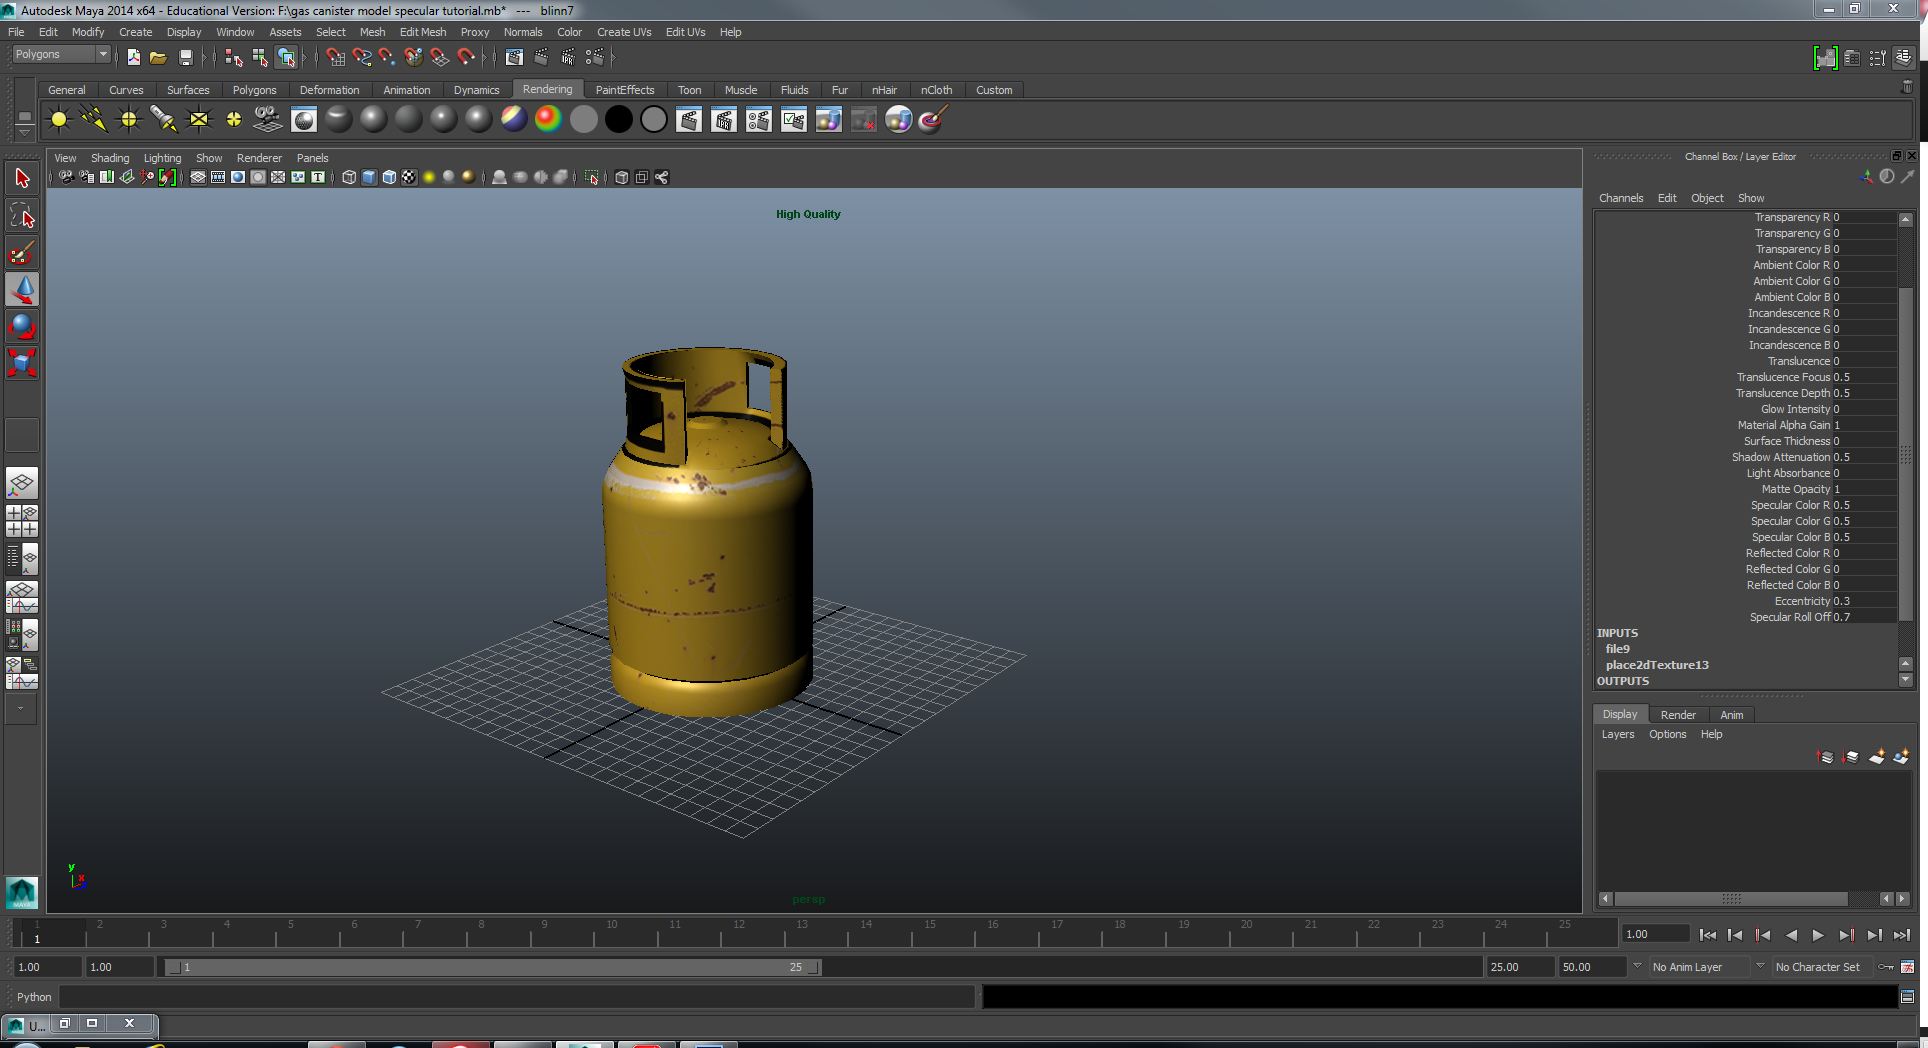 Autodesk Maya 2014 x64 - Educational Version: F:\gas canister model specular tutorial.mb* --- blinn7
File Edit Modify Create Display Window Assets Select Mesh Edit Mesh Proxy Normals Color Create UVs Edit UVs Help
Polygons
General Curves Surfaces Polygons Deformation Animation Dynamics Rendering PaintEffects Toon Muscle Fluids Fur nHair nCloth Custom
View Shading Lighting Show Renderer Panels
High Quality
persp
y
x
MAYA
Channel Box / Layer Editor
Channels Edit Object Show
Transparency R 0
Transparency G 0
Transparency B 0
Ambient Color R 0
Ambient Color G 0
Ambient Color B 0
Incandescence R 0
Incandescence G 0
Incandescence B 0
Translucence 0
Translucence Focus 0.5
Translucence Depth 0.5
Glow Intensity 0
Material Alpha Gain 1
Surface Thickness 0
Shadow Attenuation 0.5
Light Absorbance 0
Matte Opacity 1
Specular Color R 0.5
Specular Color G 0.5
Specular Color B 0.5
Reflected Color R 0
Reflected Color G 0
Reflected Color B 0
Eccentricity 0.3
Specular Roll Off 0.7
INPUTS
file9
place2dTexture13
OUTPUTS
Display Render Anim
Layers Options Help
1 2 3 4 5 6 7 8 9 10 11 12 13 14 15 16 17 18 19 20 21 22 23 24 25
1
1.00
1.00 1.00 1 25 25.00 50.00 No Anim Layer No Character Set
Python
U...